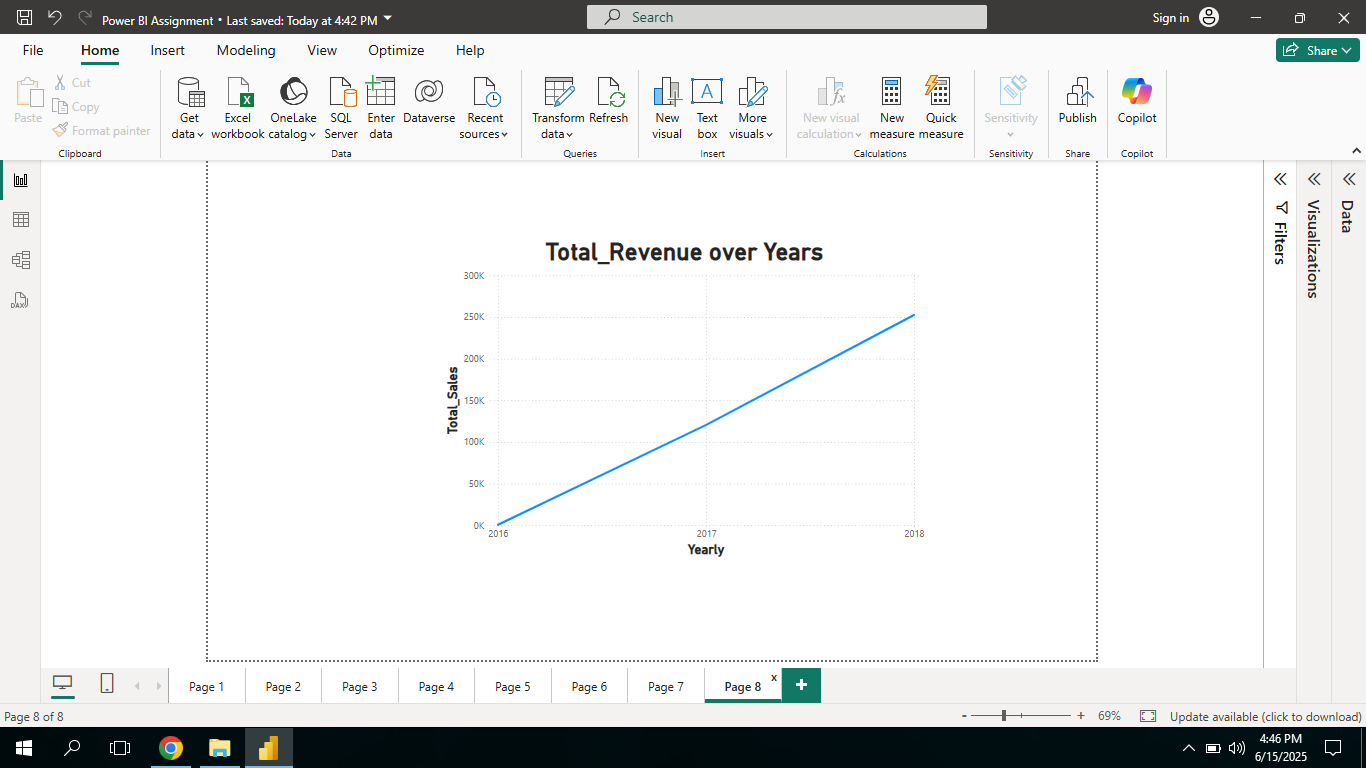 Power BI Assignment • Last saved: Today at 4:42 PM
Search
Sign in
File Home Insert Modeling View Optimize Help
Share
Paste
Cut
Copy
Format painter
Clipboard
Get data
Excel workbook
OneLake catalog
SQL Server
Enter data
Dataverse
Recent sources
Data
Transform data
Refresh
Queries
New visual
Text box
More visuals
Insert
New visual calculation
New measure
Quick measure
Calculations
Sensitivity
Sensitivity
Publish
Share
Copilot
Copilot
DAX
Total_Revenue over Years
Total_Sales
300K
250K
200K
150K
100K
50K
0K
2016 2017 2018
Yearly
Filters
Visualizations
Data
Page 1 Page 2 Page 3 Page 4 Page 5 Page 6 Page 7 Page 8 x +
Page 8 of 8
- + 69%
Update available (click to download)
4:46 PM
6/15/2025